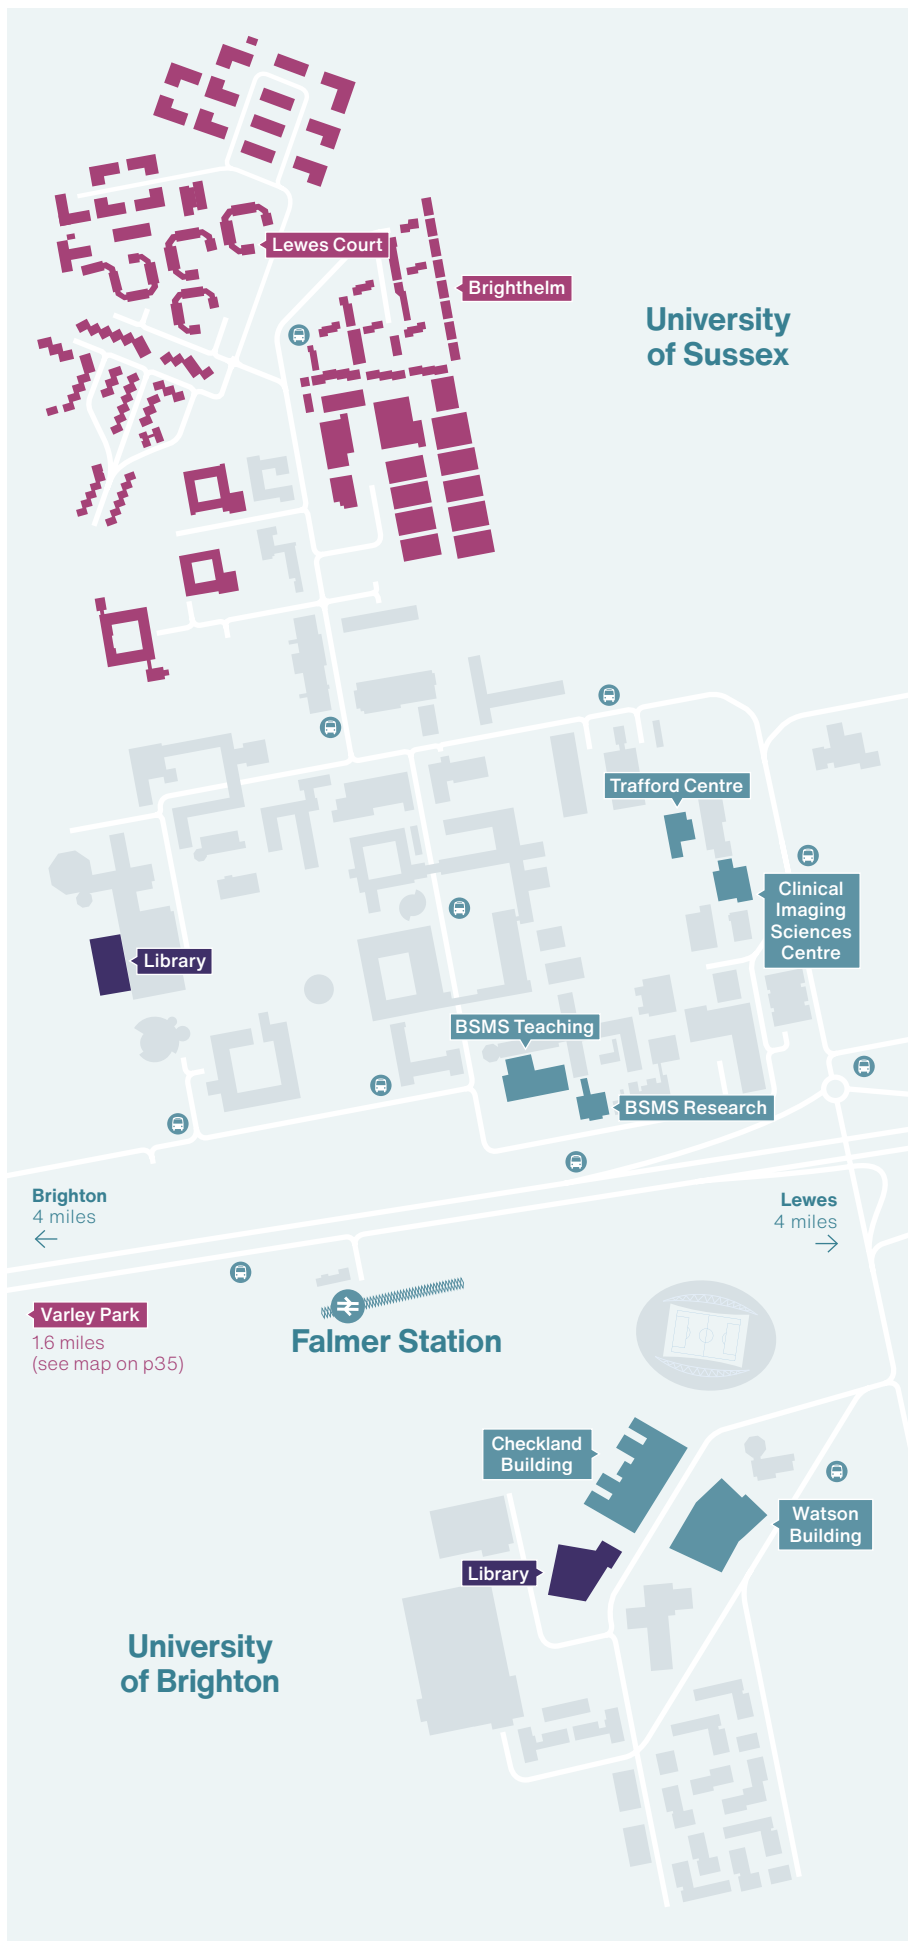 Lewes Court
Brighthelm
University
of Sussex
Trafford Centre
Clinical
Imaging
Sciences
Centre
Library
BSMS Teaching
BSMS Research
Brighton
4 miles
←
Lewes
4 miles
→
Varley Park
1.6 miles
(see map on p35)
Falmer Station
Checkland
Building
Watson
Building
Library
University
of Brighton